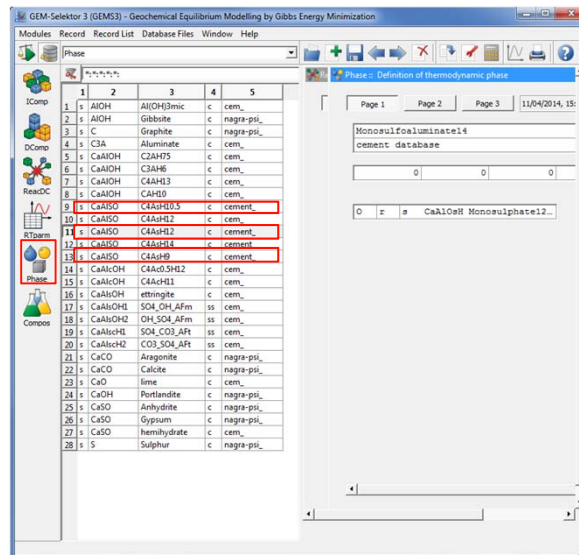 GEM-Selektor 3 (GEMS3) - Geochemical Equilibrium Modelling by Gibbs Energy Minimization
Modules Record Record List Database Files Window Help
Phase
*:*:*:*:*:
Phase :: Definition of thermodynamic phase
IComp
DComp
ReacDC
RTparm
Phase
Compos
1 2 3 4 5
1 s AlOH Al(OH)3mic c cem_
2 s AlOH Gibbsite c nagra-psi_
3 s C Graphite c nagra-psi_
4 s C3A Aluminate c cem_
5 s CaAlOH C2AH75 c cem_
6 s CaAlOH C3AH6 c cem_
7 s CaAlOH C4AH13 c cem_
8 s CaAlOH CAH10 c cem_
9 s CaAlSO C4AsH10.5 c cement_
10 s CaAlSO C4AsH12 c cem_
11 s CaAlSO C4AsH12 c cement_
12 s CaAlSO C4AsH14 c cement_
13 s CaAlSO C4AsH9 c cement_
14 s CaAlcOH C4Ac0.5H12 c cem_
15 s CaAlcOH C4AcH11 c cem_
16 s CaAlsOH ettringite c cem_
17 s CaAlsOH1 SO4_OH_AFm ss cem_
18 s CaAlsOH2 OH_SO4_AFm ss cem_
19 s CaAlscH1 SO4_CO3_AFt ss cem_
20 s CaAlscH2 CO3_SO4_AFt ss cem_
21 s CaCO Aragonite c nagra-psi_
22 s CaCO Calcite c nagra-psi_
23 s CaO lime c cem_
24 s CaOH Portlandite c nagra-psi_
25 s CaSO Anhydrite c nagra-psi_
26 s CaSO Gypsum c nagra-psi_
27 s CaSO hemihydrate c cem_
28 s S Sulphur c nagra-psi_
Page 1 Page 2 Page 3 11/04/2014, 15:
Monosulfoaluminate14
cement database
0 0 0
O r s CaAlOsH Monosulphate12...